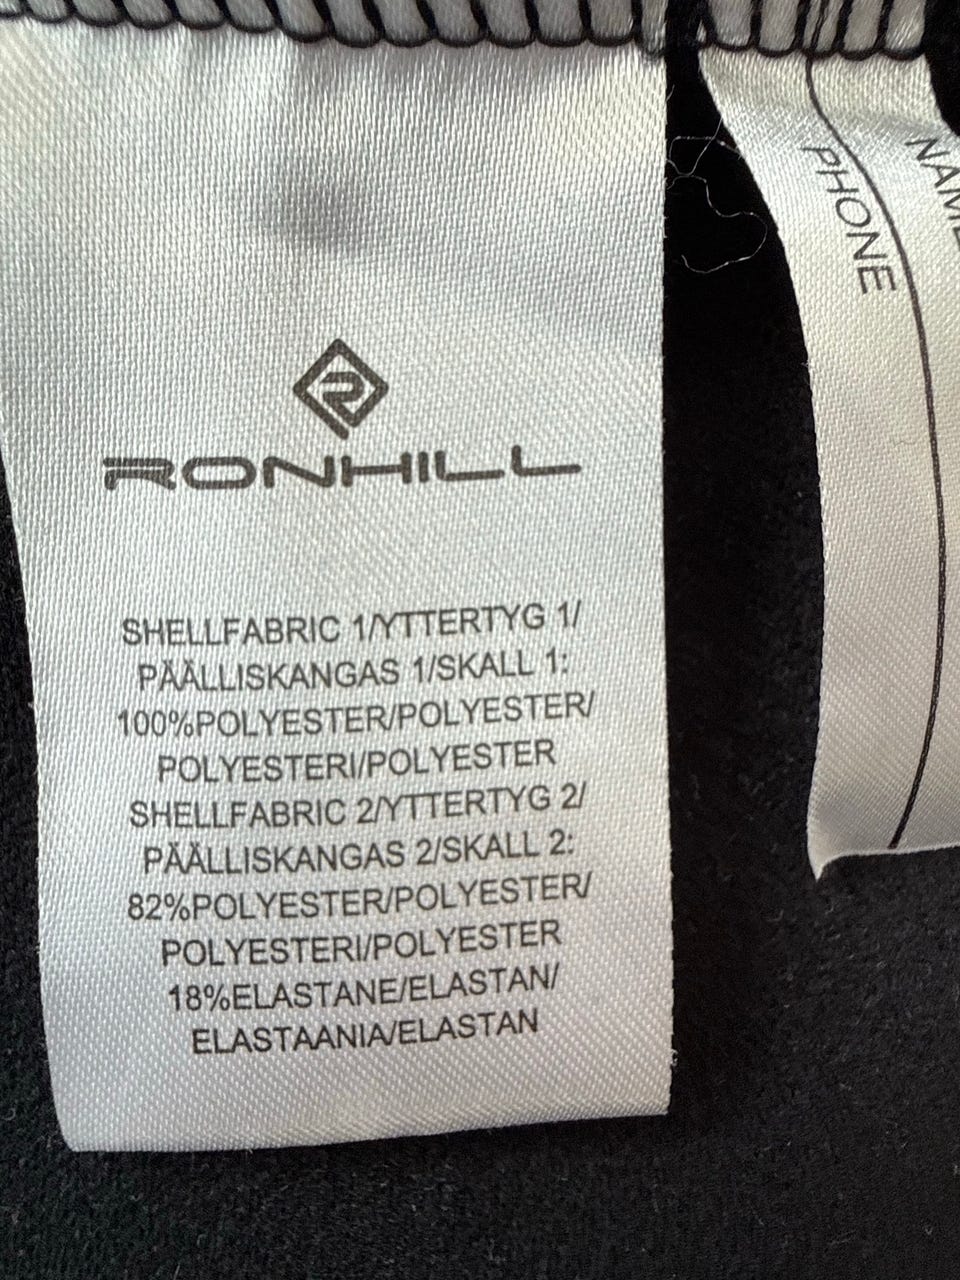 RONHILL
SHELLFABRIC 1/YTTERTYG 1/
PÄÄLLISKANGAS 1/SKALL 1:
100%POLYESTER/POLYESTER/
POLYESTERI/POLYESTER
SHELLFABRIC 2/YTTERTYG 2/
PÄÄLLISKANGAS 2/SKALL 2:
82%POLYESTER/POLYESTER/
POLYESTERI/POLYESTER
18%ELASTANE/ELASTAN/
ELASTAANIA/ELASTAN
NAME
PHONE